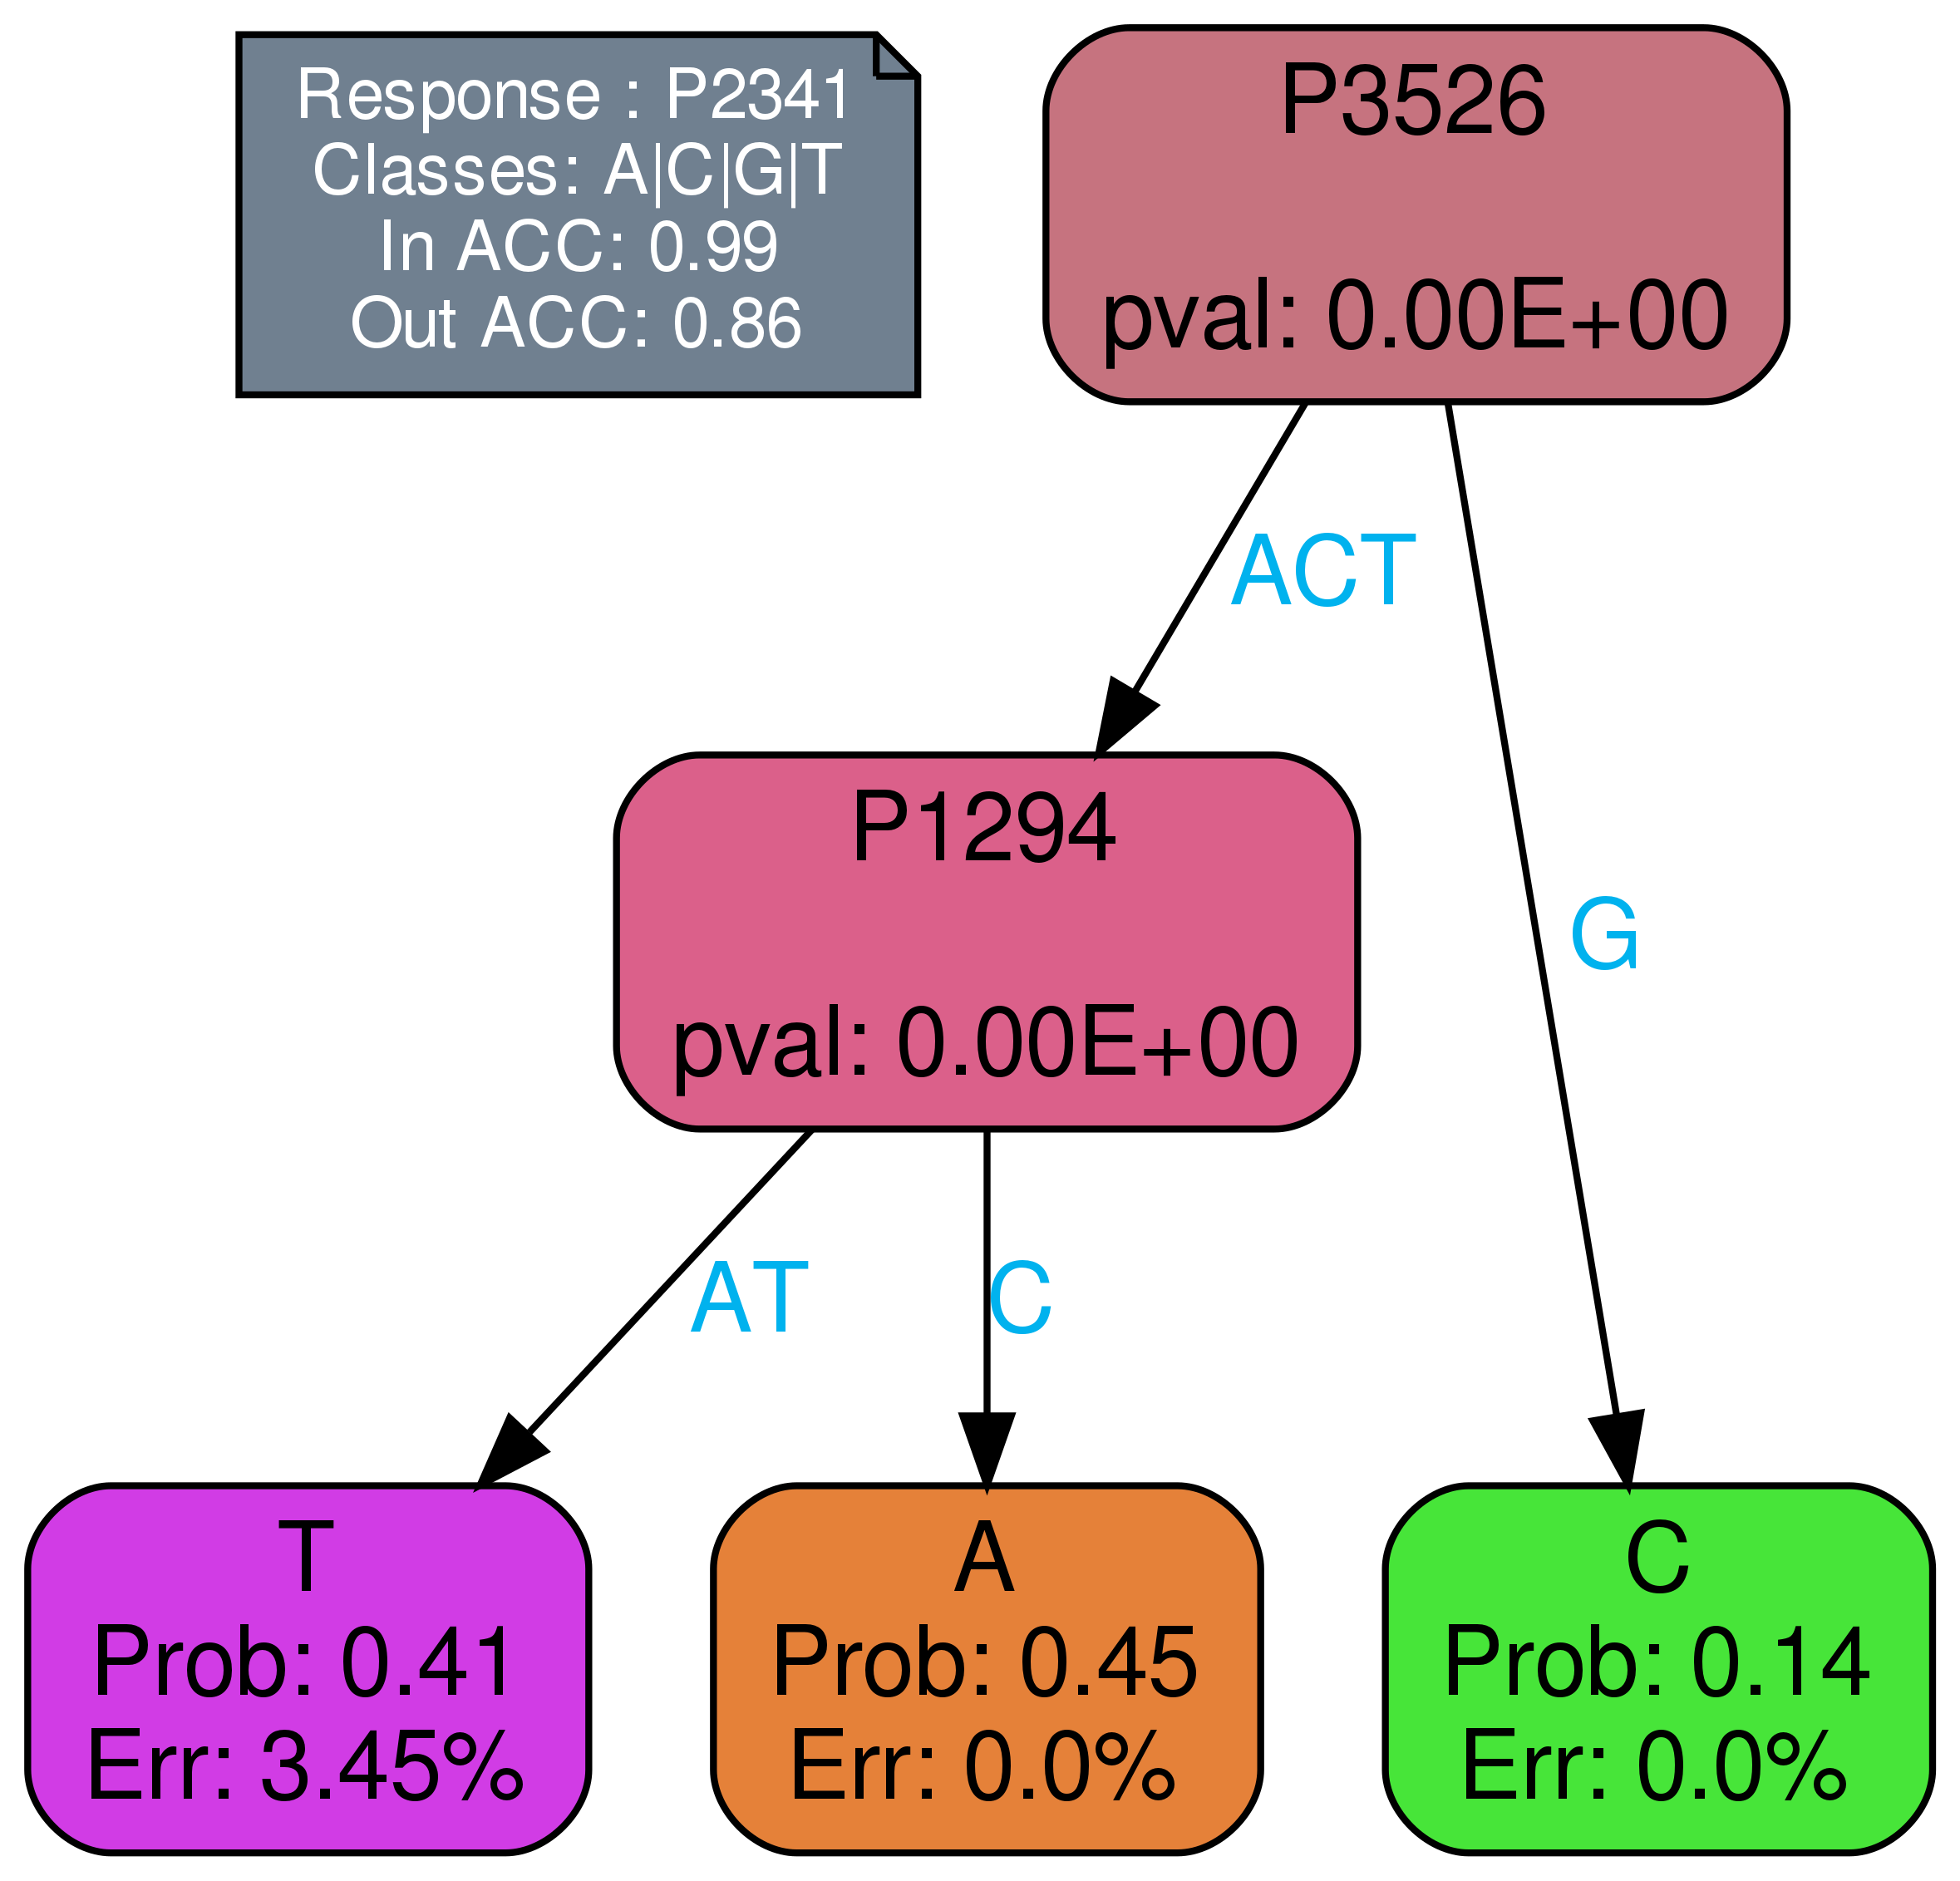 Response : P2341
Classes: A|C|G|T
In ACC: 0.99
Out ACC: 0.86
P3526
pval: 0.00E+00
ACT
P1294
pval: 0.00E+00
G
AT
C
T
Prob: 0.41
Err: 3.45%
A
Prob: 0.45
Err: 0.0%
C
Prob: 0.14
Err: 0.0%